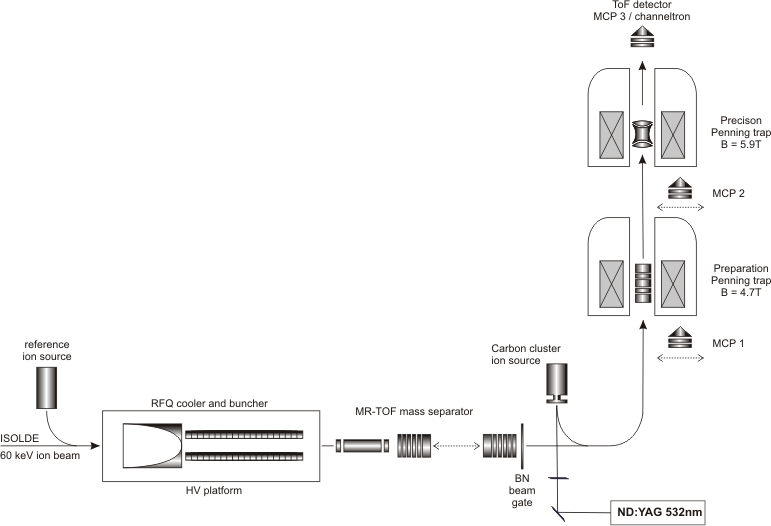 ToF detector
MCP 3 / channeltron
Precison
Penning trap
B = 5.9T
MCP 2
Preparation
Penning trap
B = 4.7T
MCP 1
reference
ion source
Carbon cluster
ion source
RFQ cooler and buncher
MR-TOF mass separator
ISOLDE
60 keV ion beam
HV platform
BN
beam
gate
ND:YAG 532nm